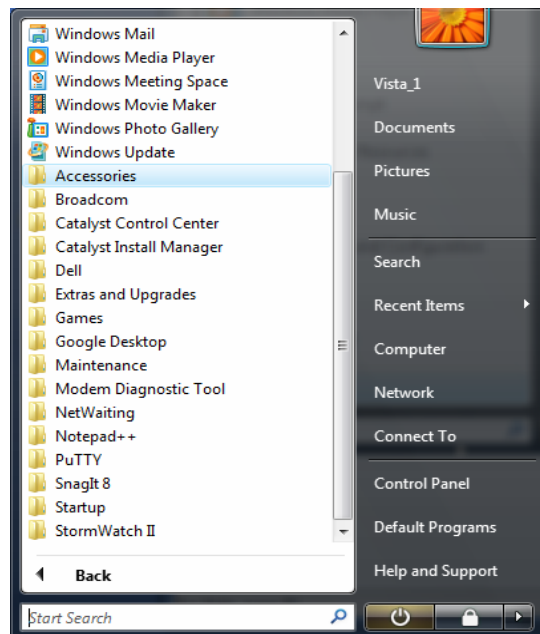 Windows Mail
Windows Media Player
Windows Meeting Space
Windows Movie Maker
Windows Photo Gallery
Windows Update
Accessories
Broadcom
Catalyst Control Center
Catalyst Install Manager
Dell
Extras and Upgrades
Games
Google Desktop
Maintenance
Modem Diagnostic Tool
NetWaiting
Notepad++
PuTTY
SnagIt 8
Startup
StormWatch II
Back
Start Search
Vista_1
Documents
Pictures
Music
Search
Recent Items
Computer
Network
Connect To
Control Panel
Default Programs
Help and Support